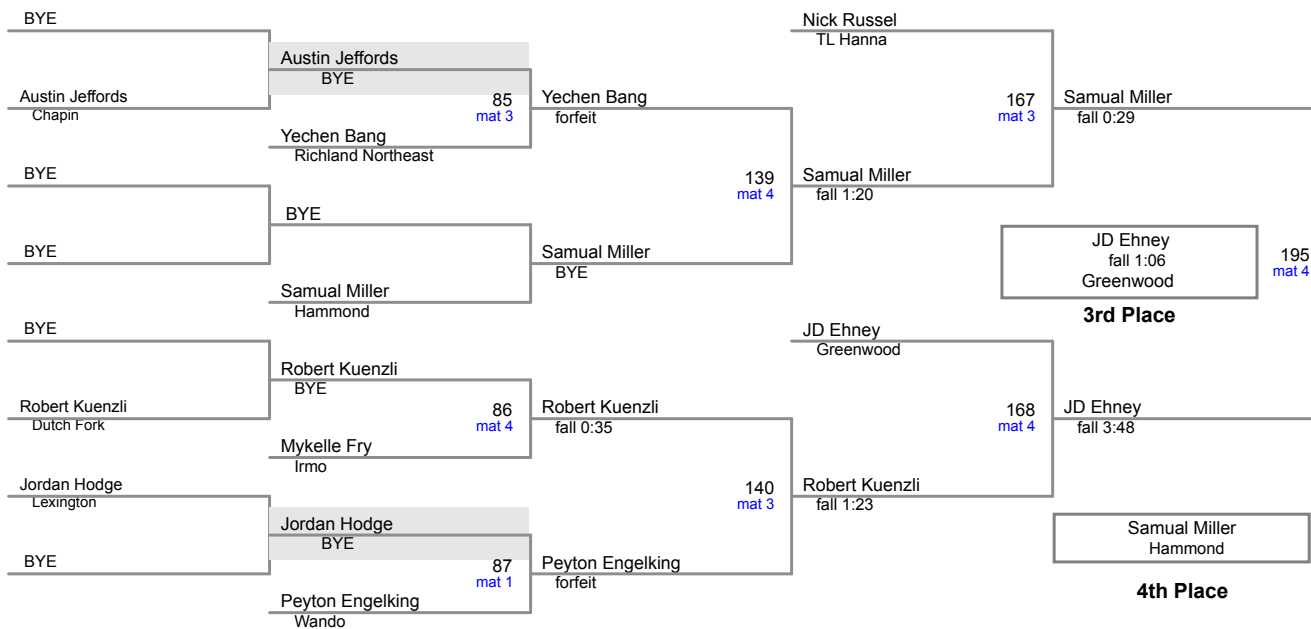 BYE
Nick Russel
TL Hanna
Austin Jeffords
BYE
Austin Jeffords
Chapin
85
mat 3
Yechen Bang
forfeit
167
mat 3
Samual Miller
fall 0:29
Yechen Bang
Richland Northeast
BYE
139
mat 4
Samual Miller
fall 1:20
BYE
BYE
Samual Miller
BYE
JD Ehney
fall 1:06
Greenwood
195
mat 4
Samual Miller
Hammond
3rd Place
BYE
JD Ehney
Greenwood
Robert Kuenzli
BYE
Robert Kuenzli
Dutch Fork
86
mat 4
Robert Kuenzli
fall 0:35
168
mat 4
JD Ehney
fall 3:48
Mykelle Fry
Irmo
Jordan Hodge
Lexington
140
mat 3
Robert Kuenzli
fall 1:23
Jordan Hodge
BYE
Samual Miller
Hammond
BYE
87
mat 1
Peyton Engelking
forfeit
4th Place
Peyton Engelking
Wando